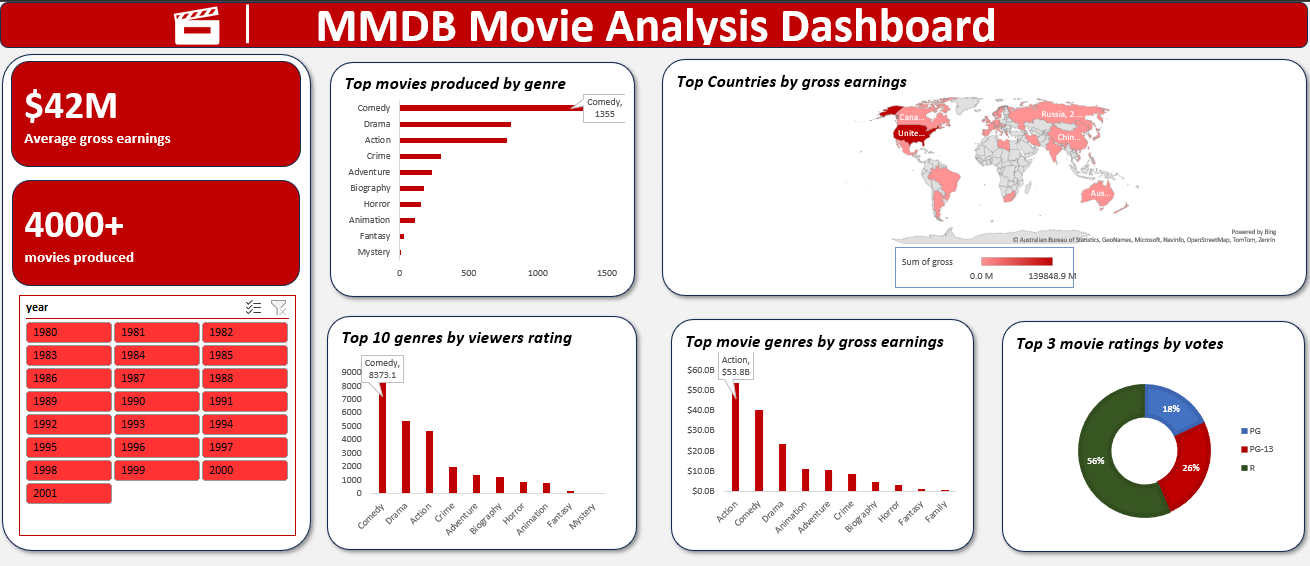 MMDB Movie Analysis Dashboard
$42M
Average gross earnings
4000+
movies produced
year
1980 1981 1982
1983 1984 1985
1986 1987 1988
1989 1990 1991
1992 1993 1994
1995 1996 1997
1998 1999 2000
2001
Top movies produced by genre
Comedy
Drama
Action
Crime
Adventure
Biography
Horror
Animation
Fantasy
Mystery
Comedy,
1355
0 500 1000 1500
Top Countries by gross earnings
Cana...
Unite...
Russia, 2....
Chin...
Aus...
Powered by Bing
© Australian Bureau of Statistics, GeoNames, Microsoft, Navinfo, OpenStreetMap, TomTom, Zenrin
Sum of gross
0.0 M 139848.9 M
Top 10 genres by viewers rating
Comedy,
8373.1
9000
8000
7000
6000
5000
4000
3000
2000
1000
0
Comedy Drama Action Crime Adventure Biography Horror Animation Fantasy Mystery
Top movie genres by gross earnings
Action,
$53.8B
$60.0B
$50.0B
$40.0B
$30.0B
$20.0B
$10.0B
$0.0B
Action Comedy Drama Animation Adventure Crime Biography Horror Fantasy Family
Top 3 movie ratings by votes
18%
26%
56%
PG
PG-13
R